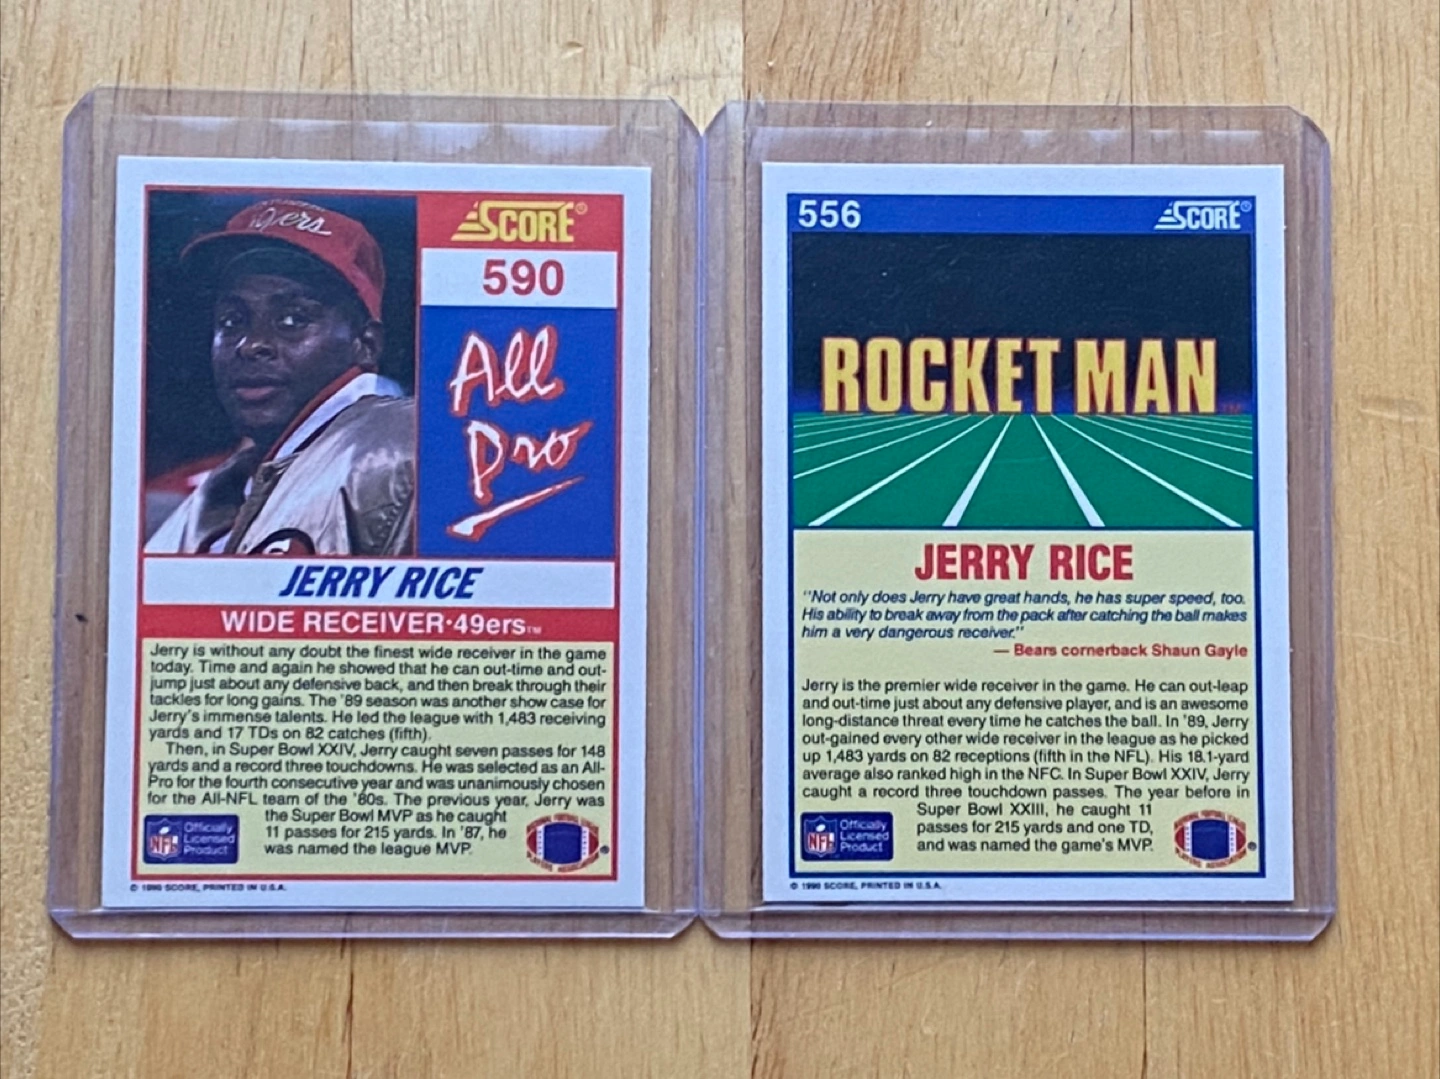 49ers
SCORE®
590
All
Pro
JERRY RICE
WIDE RECEIVER·49ers™
Jerry is without any doubt the finest wide receiver in the game
today. Time and again he showed that he can out-time and out-
jump just about any defensive back, and then break through their
tackles for long gains. The '89 season was another show case for
Jerry's immense talents. He led the league with 1,483 receiving
yards and 17 TDs on 82 catches (fifth).
Then, in Super Bowl XXIV, Jerry caught seven passes for 148
yards and a record three touchdowns. He was selected as an All-
Pro for the fourth consecutive year and was unanimously chosen
for the All-NFL team of the '80s. The previous year, Jerry was
the Super Bowl MVP as he caught
11 passes for 215 yards. In '87, he
was named the league MVP.
NFL
Officially
Licensed
Product
®
© 1990 SCORE, PRINTED IN U.S.A.
556
SCORE®
ROCKET MAN™
JERRY RICE
"Not only does Jerry have great hands, he has super speed, too.
His ability to break away from the pack after catching the ball makes
him a very dangerous receiver."
— Bears cornerback Shaun Gayle
Jerry is the premier wide receiver in the game. He can out-leap
and out-time just about any defensive player, and is an awesome
long-distance threat every time he catches the ball. In '89, Jerry
out-gained every other wide receiver in the league as he picked
up 1,483 yards on 82 receptions (fifth in the NFL). His 18.1-yard
average also ranked high in the NFC. In Super Bowl XXIV, Jerry
caught a record three touchdown passes. The year before in
Super Bowl XXIII, he caught 11
passes for 215 yards and one TD,
and was named the game's MVP.
NFL
Officially
Licensed
Product
®
© 1990 SCORE, PRINTED IN U.S.A.